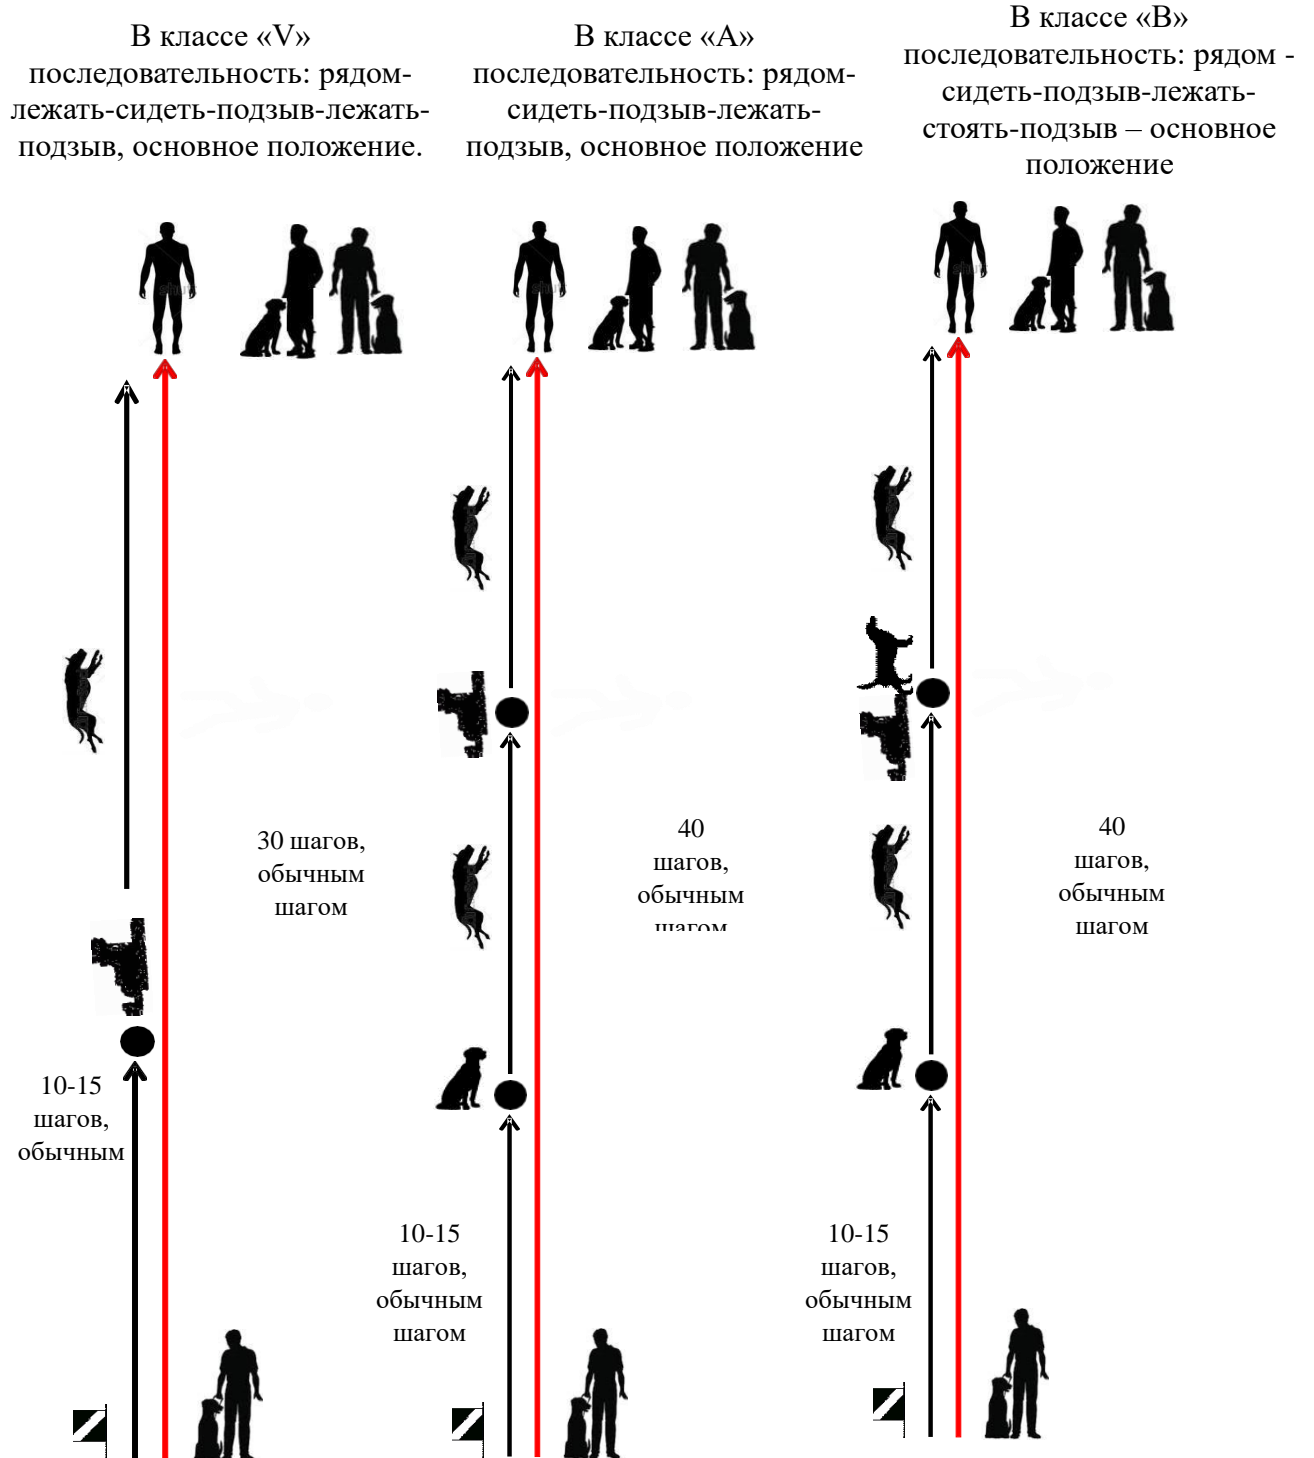 В классе «V»
последовательность: рядом-
лежать-сидеть-подзыв-лежать-
подзыв, основное положение.
В классе «А»
последовательность: рядом-
сидеть-подзыв-лежать-
подзыв, основное положение
В классе «В»
последовательность: рядом -
сидеть-подзыв-лежать-
стоять-подзыв – основное
положение
30 шагов,
обычным
шагом
40
шагов,
обычным
шагом
40
шагов,
обычным
шагом
10-15
шагов,
обычным
10-15
шагов,
обычным
шагом
10-15
шагов,
обычным
шагом